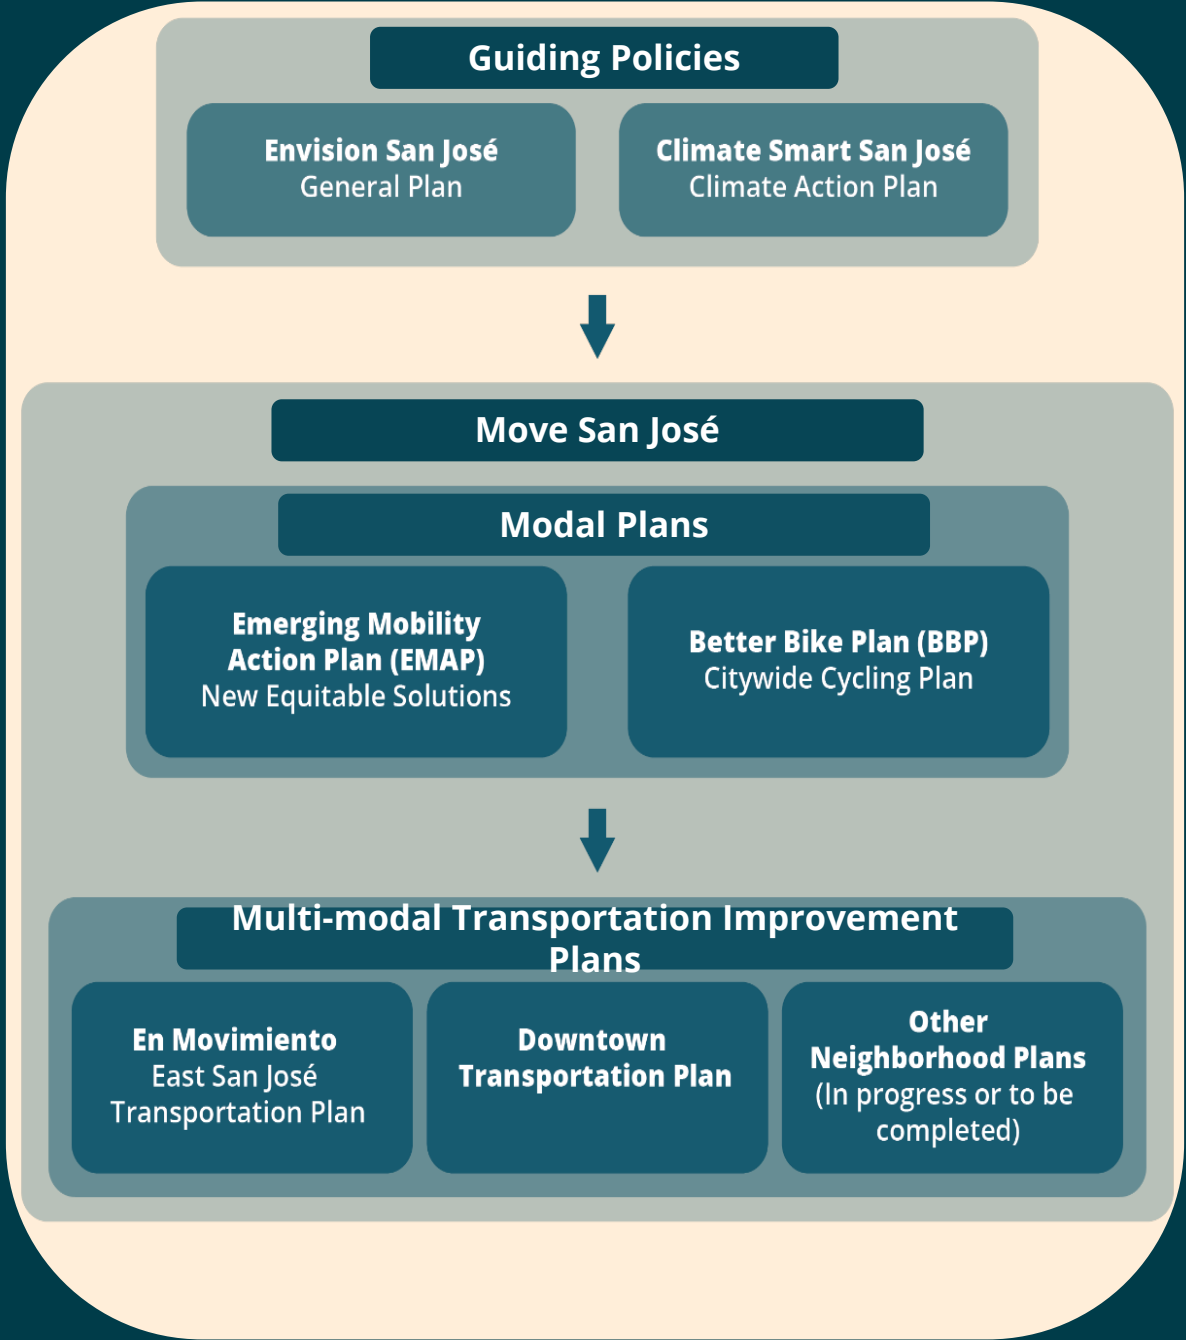 Guiding Policies
Envision San José
General Plan
Climate Smart San José
Climate Action Plan
Move San José
Modal Plans
Emerging Mobility
Action Plan (EMAP)
New Equitable Solutions
Better Bike Plan (BBP)
Citywide Cycling Plan
Multi-modal Transportation Improvement
Plans
En Movimiento
East San José
Transportation Plan
Downtown
Transportation Plan
Other
Neighborhood Plans
(In progress or to be
completed)